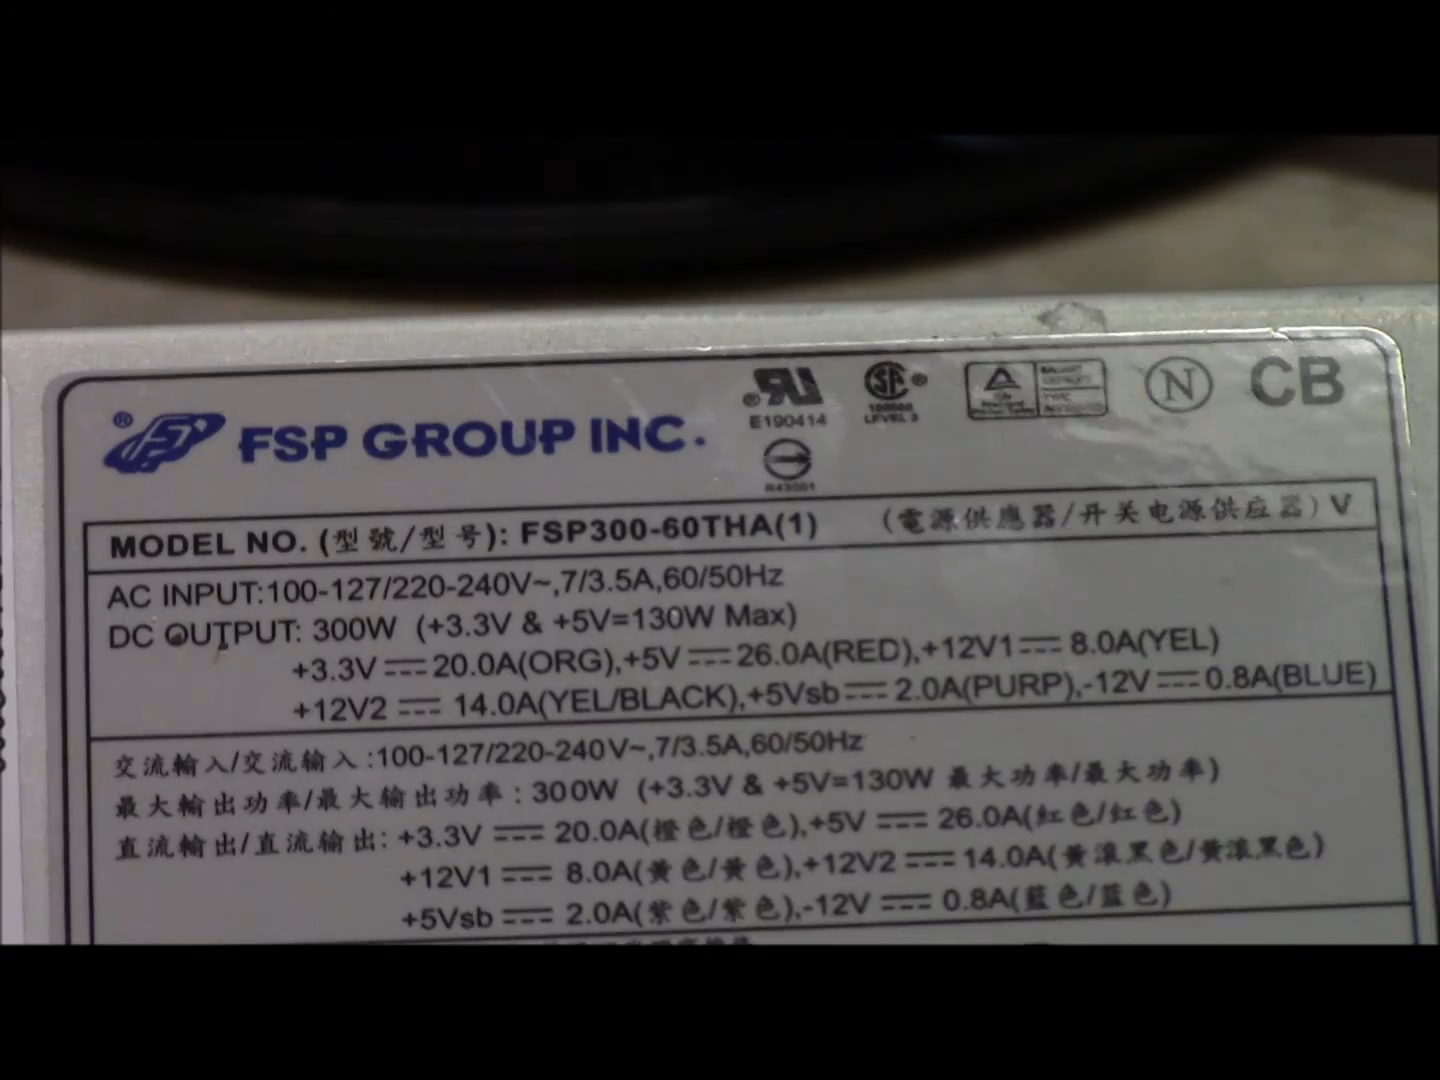 FSP GROUP INC.
E190414
LEVEL 3
N
CB
MODEL NO. (型號/型号): FSP300-60THA(1) (電源供應器/开关电源供应器) V
AC INPUT:100-127/220-240V~,7/3.5A,60/50Hz
DC OUTPUT: 300W (+3.3V & +5V=130W Max)
+3.3V ⎓ 20.0A(ORG),+5V ⎓ 26.0A(RED),+12V1 ⎓ 8.0A(YEL)
+12V2 ⎓ 14.0A(YEL/BLACK),+5Vsb ⎓ 2.0A(PURP),-12V ⎓ 0.8A(BLUE)
交流輸入/交流输入 :100-127/220-240V~,7/3.5A,60/50Hz
最大輸出功率/最大输出功率 : 300W (+3.3V & +5V=130W 最大功率/最大功率)
直流輸出/直流输出: +3.3V ⎓ 20.0A(橙色/橙色),+5V ⎓ 26.0A(紅色/红色)
+12V1 ⎓ 8.0A(黃色/黄色),+12V2 ⎓ 14.0A(黃滾黑色/黄滚黑色)
+5Vsb ⎓ 2.0A(紫色/紫色),-12V ⎓ 0.8A(藍色/蓝色)